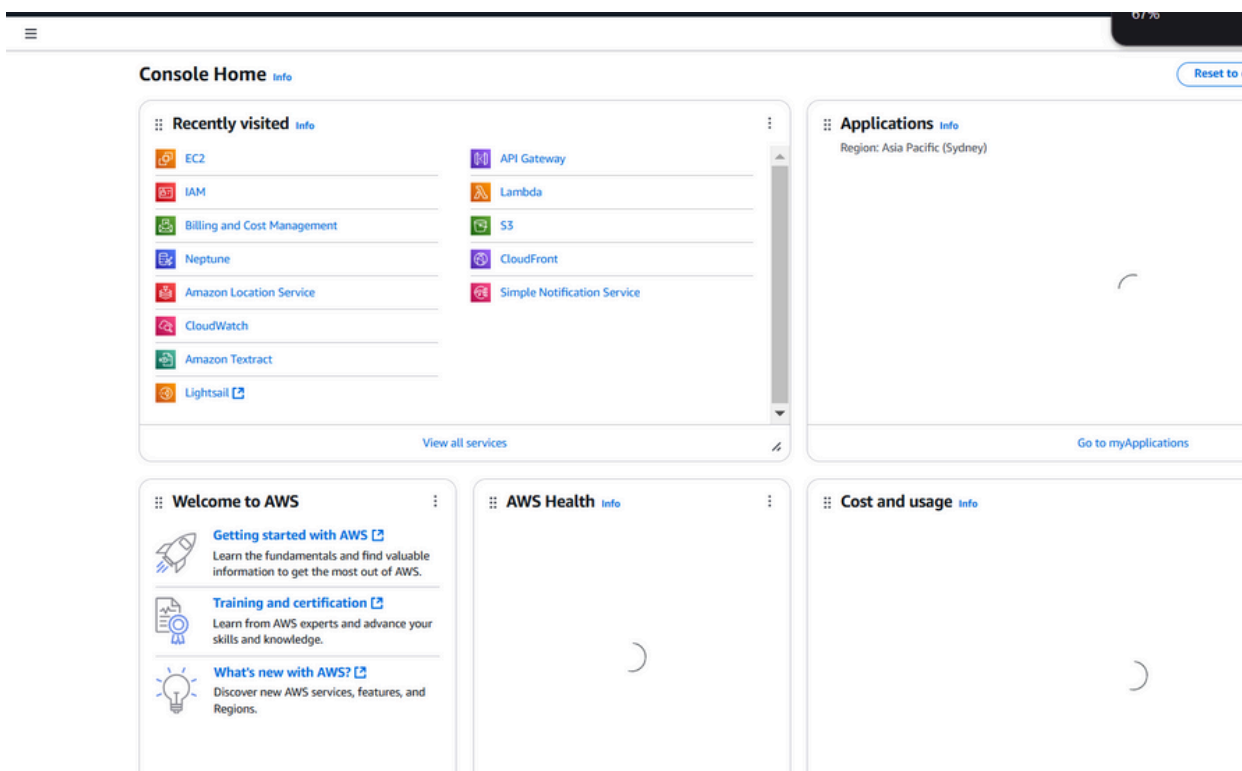 67%
Console Home Info
Reset to
Recently visited Info
EC2
IAM
Billing and Cost Management
Neptune
Amazon Location Service
CloudWatch
Amazon Textract
Lightsail
API Gateway
Lambda
S3
CloudFront
Simple Notification Service
View all services
Applications Info
Region: Asia Pacific (Sydney)
Go to myApplications
Welcome to AWS
Getting started with AWS
Learn the fundamentals and find valuable
information to get the most out of AWS.
Training and certification
Learn from AWS experts and advance your
skills and knowledge.
What's new with AWS?
Discover new AWS services, features, and
Regions.
AWS Health Info
Cost and usage Info